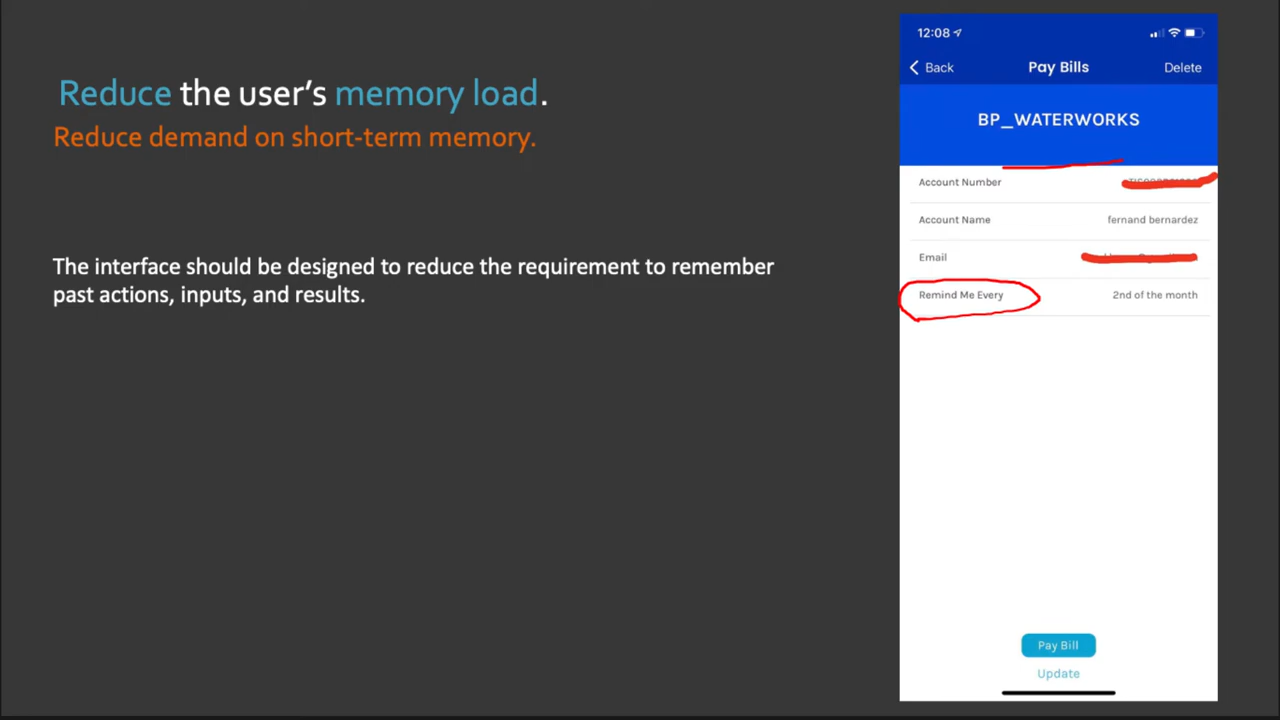 Reduce the user's memory load.
Reduce demand on short-term memory.
The interface should be designed to reduce the requirement to remember
past actions, inputs, and results.
12:08
Back
Pay Bills
Delete
BP_WATERWORKS
Account Number
Account Name
fernand bernardez
Email
Remind Me Every
2nd of the month
Pay Bill
Update